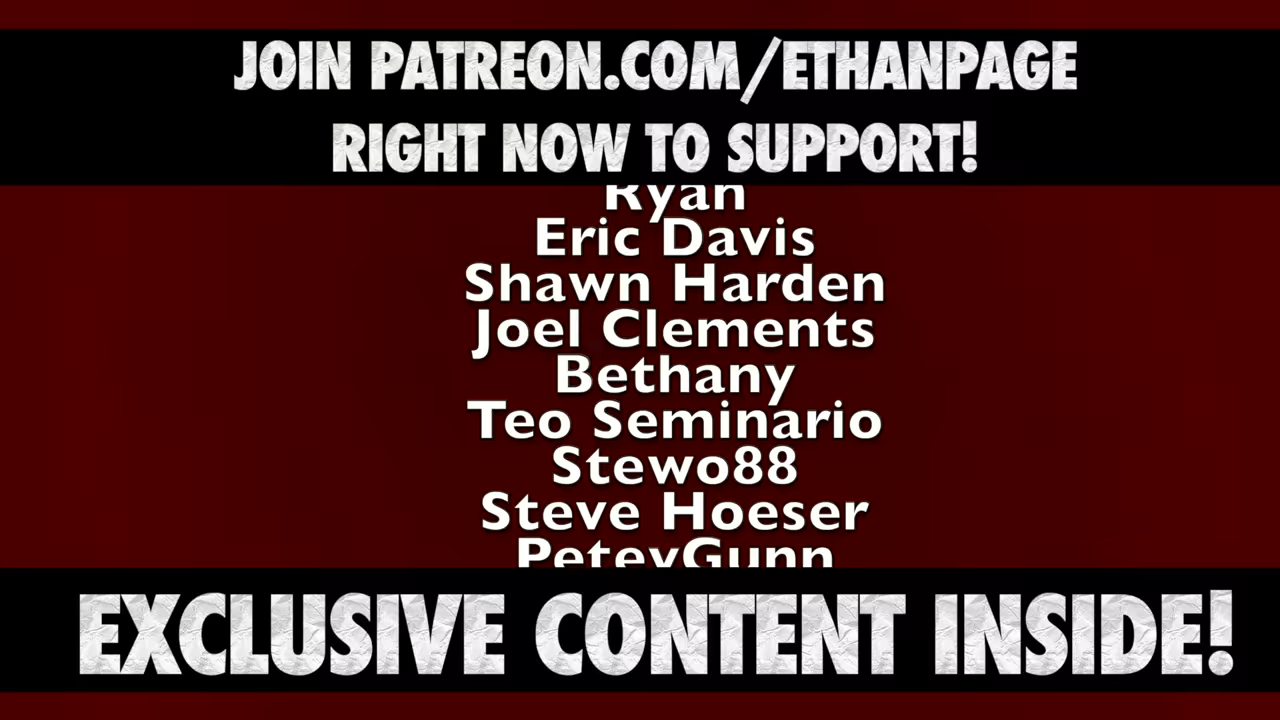 JOIN PATREON.COM/ETHANPAGE
RIGHT NOW TO SUPPORT!
Ryan
Eric Davis
Shawn Harden
Joel Clements
Bethany
Teo Seminario
Stewo88
Steve Hoeser
PeteyGunn
EXCLUSIVE CONTENT INSIDE!